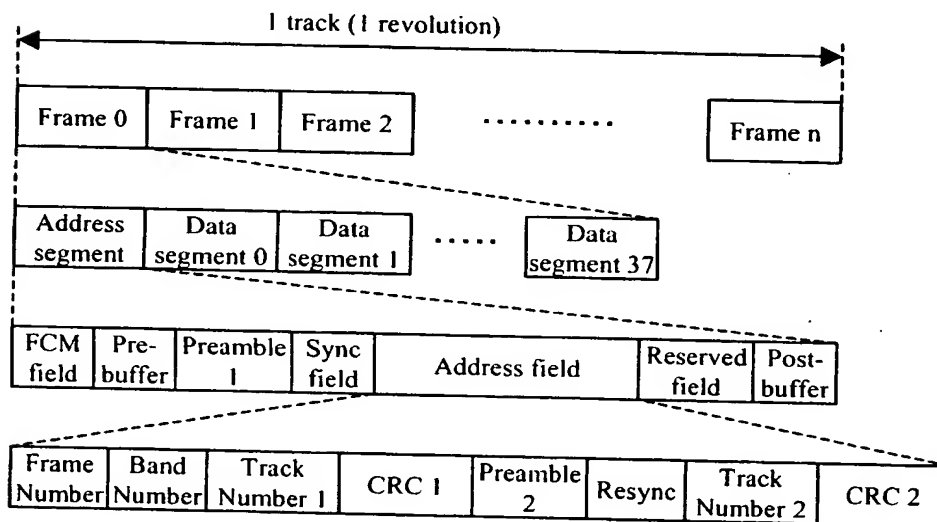 1 track (1 revolution)
Frame 0 Frame 1 Frame 2 .......... Frame n
Address segment Data segment 0 Data segment 1 ..... Data segment 37
FCM field Pre-buffer Preamble 1 Sync field Address field Reserved field Post-buffer
Frame Number Band Number Track Number 1 CRC 1 Preamble 2 Resync Track Number 2 CRC 2